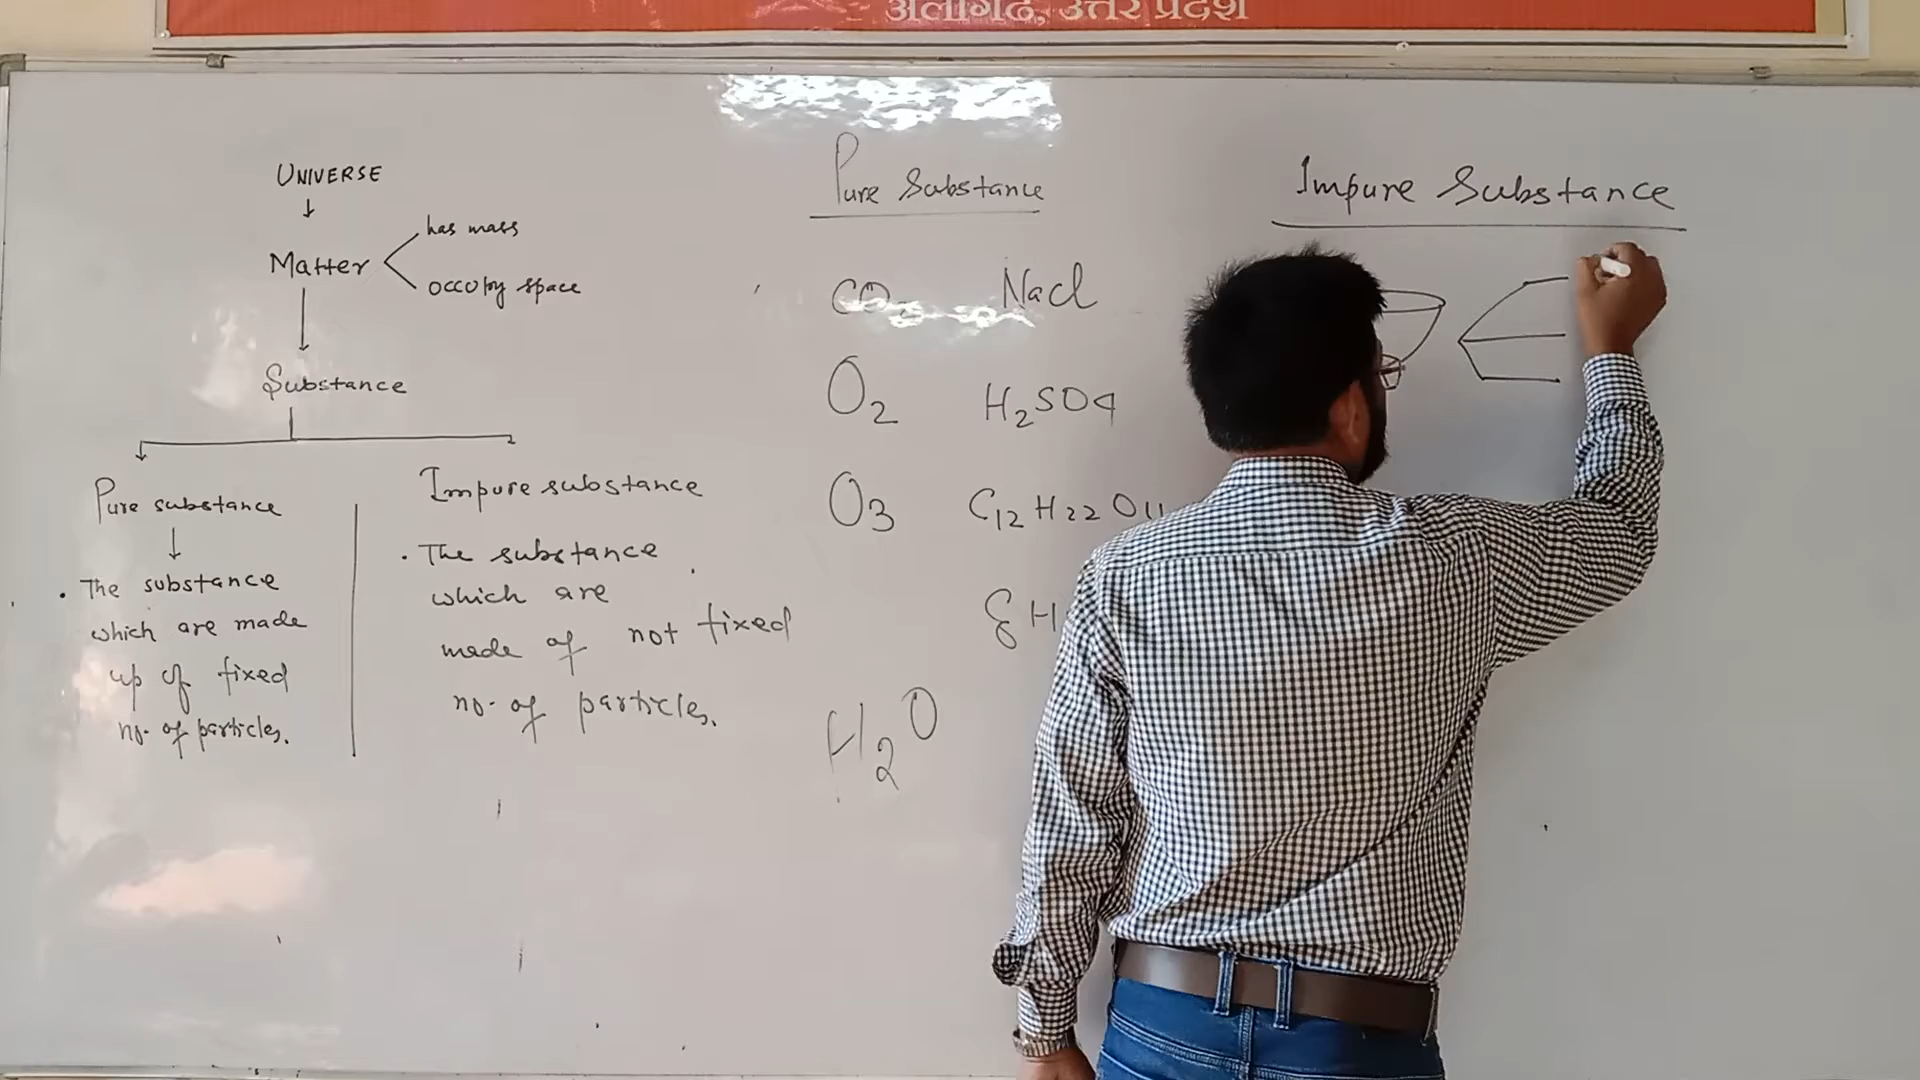 अलीगढ़, उत्तर प्रदेश
UNIVERSE
Matter
has mass
occupy space
Substance
Pure substance
. The substance
which are made
up of fixed
no. of particles.
Impure substance
. The substance
which are
made of not fixed
no. of particles.
Pure Substance
CO2 Nacl
O2 H2SO4
O3 C12H22O11
H2O
Impure Substance